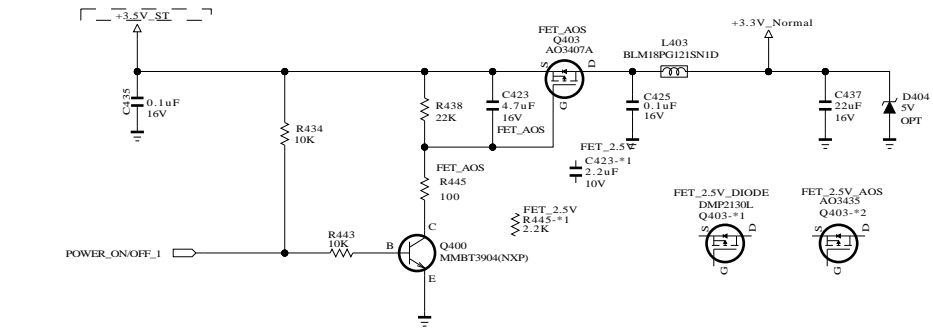 +3.5V_ST
+3.3V_Normal
FET_AOS
Q403
AO3407A
L403
BLM18PG121SN1D
S
D
G
C435
0.1uF
16V
R438
22K
C423
4.7uF
16V
FET_AOS
C425
0.1uF
16V
C437
22uF
16V
D404
5V
OPT
R434
10K
FET_2.5V
C423-*1
2.2uF
10V
FET_AOS
R445
100
FET_2.5V
R445-*1
2.2K
FET_2.5V_DIODE
DMP2130L
Q403-*1
S
D
G
FET_2.5V_AOS
AO3435
Q403-*2
S
D
G
POWER_ON/OFF_1
R443
10K
B
C
E
Q400
MMBT3904(NXP)